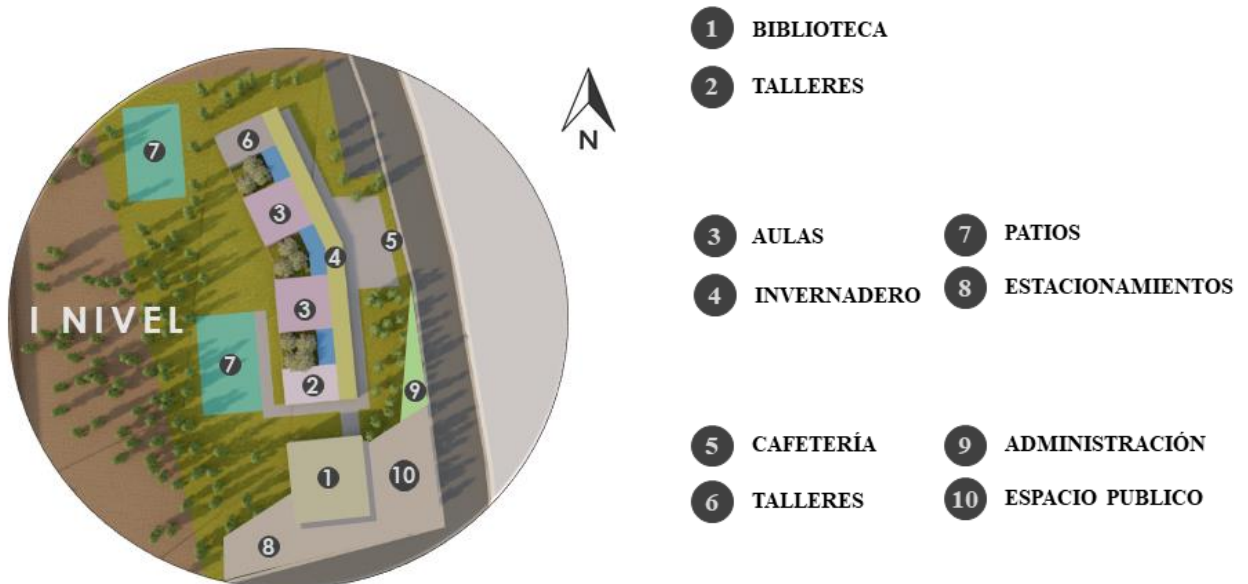 1 BIBLIOTECA
2 TALLERES
3 AULAS
4 INVERNADERO
7 PATIOS
8 ESTACIONAMIENTOS
5 CAFETERÍA
6 TALLERES
9 ADMINISTRACIÓN
10 ESPACIO PUBLICO
N
I NIVEL
6
7
3
5
4
3
7
2
9
1
10
8